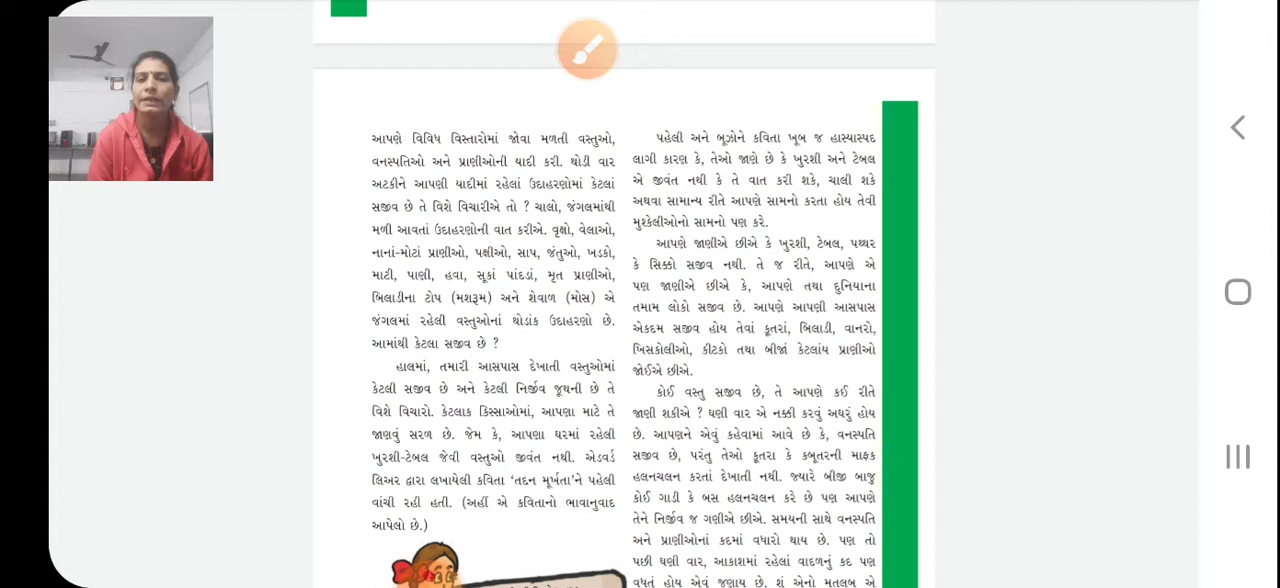 આપણે વિવિધ વિસ્તારોમાં જોવા મળતી વસ્તુઓ,
વનસ્પતિઓ અને પ્રાણીઓની યાદી કરી. થોડી વાર
અટકીને આપણી યાદીમાં રહેલાં ઉદાહરણોમાં કેટલાં
સજીવ છે તે વિશે વિચારીએ તો ? ચાલો, જંગલમાંથી
મળી આવતાં ઉદાહરણોની વાત કરીએ. વૃક્ષો, વેલાઓ,
નાનાં-મોટાં પ્રાણીઓ, પક્ષીઓ, સાપ, જંતુઓ, ખડકો,
માટી, પાણી, હવા, સૂકાં પાંદડાં, મૃત પ્રાણીઓ,
બિલાડીના ટોપ (મશરૂમ) અને શેવાળ (મોસ) એ
જંગલમાં રહેલી વસ્તુઓનાં થોડાંક ઉદાહરણો છે.
આમાંથી કેટલા સજીવ છે ?
હાલમાં, તમારી આસપાસ દેખાતી વસ્તુઓમાં
કેટલી સજીવ છે અને કેટલી નિર્જીવ જૂથની છે તે
વિશે વિચારો. કેટલાક કિસ્સાઓમાં, આપણા માટે તે
જાણવું સરળ છે. જેમ કે, આપણા ઘરમાં રહેલી
ખુરશી-ટેબલ જેવી વસ્તુઓ જીવંત નથી. એડવર્ડ
લિઅર દ્વારા લખાયેલી કવિતા ‘તદન મૂર્ખતા’ને પહેલી
વાંચી રહી હતી. (અહીં એ કવિતાનો ભાવાનુવાદ
આપેલો છે.)
પહેલી અને બૂઝોને કવિતા ખૂબ જ હાસ્યાસ્પદ
લાગી કારણ કે, તેઓ જાણે છે કે ખુરશી અને ટેબલ
એ જીવંત નથી કે તે વાત કરી શકે, ચાલી શકે
અથવા સામાન્ય રીતે આપણે સામનો કરતા હોય તેવી
મુશ્કેલીઓનો સામનો પણ કરે.
આપણે જાણીએ છીએ કે ખુરશી, ટેબલ, પથ્થર
કે સિક્કો સજીવ નથી. તે જ રીતે, આપણે એ
પણ જાણીએ છીએ કે, આપણે તથા દુનિયાના
તમામ લોકો સજીવ છે. આપણે આપણી આસપાસ
એકદમ સજીવ હોય તેવાં કૂતરાં, બિલાડી, વાનરો,
ખિસકોલીઓ, કીટકો તથા બીજાં કેટલાંય પ્રાણીઓ
જોઈએ છીએ.
કોઈ વસ્તુ સજીવ છે, તે આપણે કઈ રીતે
જાણી શકીએ ? ઘણી વાર એ નક્કી કરવું અઘરું હોય
છે. આપણને એવું કહેવામાં આવે છે કે, વનસ્પતિ
સજીવ છે, પરંતુ તેઓ કૂતરા કે કબૂતરની માફક
હલનચલન કરતાં દેખાતી નથી. જ્યારે બીજી બાજુ
કોઈ ગાડી કે બસ હલનચલન કરે છે પણ આપણે
તેને નિર્જીવ જ ગણીએ છીએ. સમયની સાથે વનસ્પતિ
અને પ્રાણીઓનાં કદમાં વધારો થાય છે. પણ તો
પછી ઘણી વાર, આકાશમાં રહેલાં વાદળનું કદ પણ
વધતું હોય એવું જણાય છે. શું એનો મતલબ એ